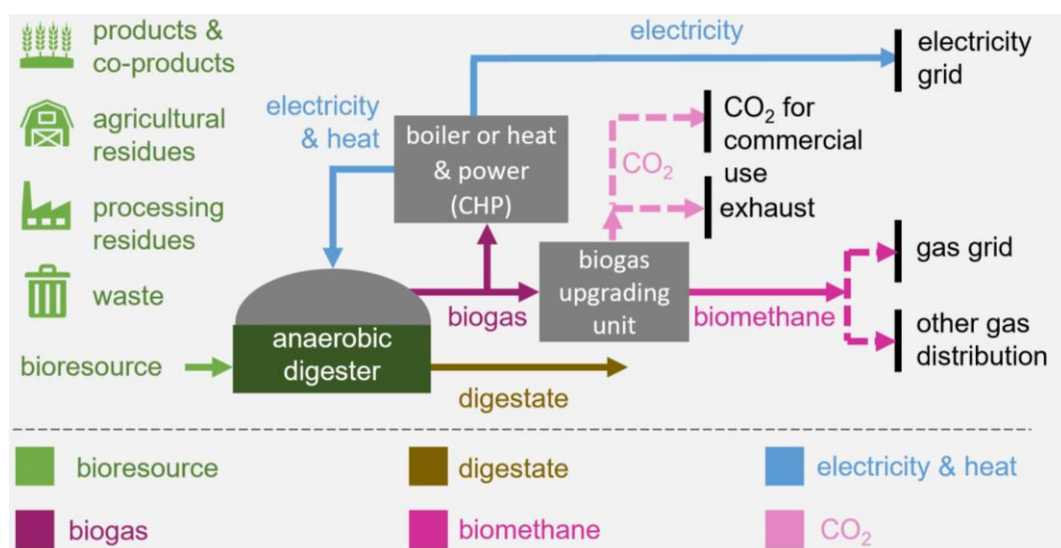 products &
co-products
agricultural
residues
processing
residues
waste
bioresource
electricity
& heat
boiler or heat
& power
(CHP)
electricity
electricity
grid
CO₂
CO₂ for
commercial
use
exhaust
biogas
biogas
upgrading
unit
biomethane
gas grid
other gas
distribution
anaerobic
digester
digestate
bioresource
digestate
electricity & heat
biogas
biomethane
CO₂